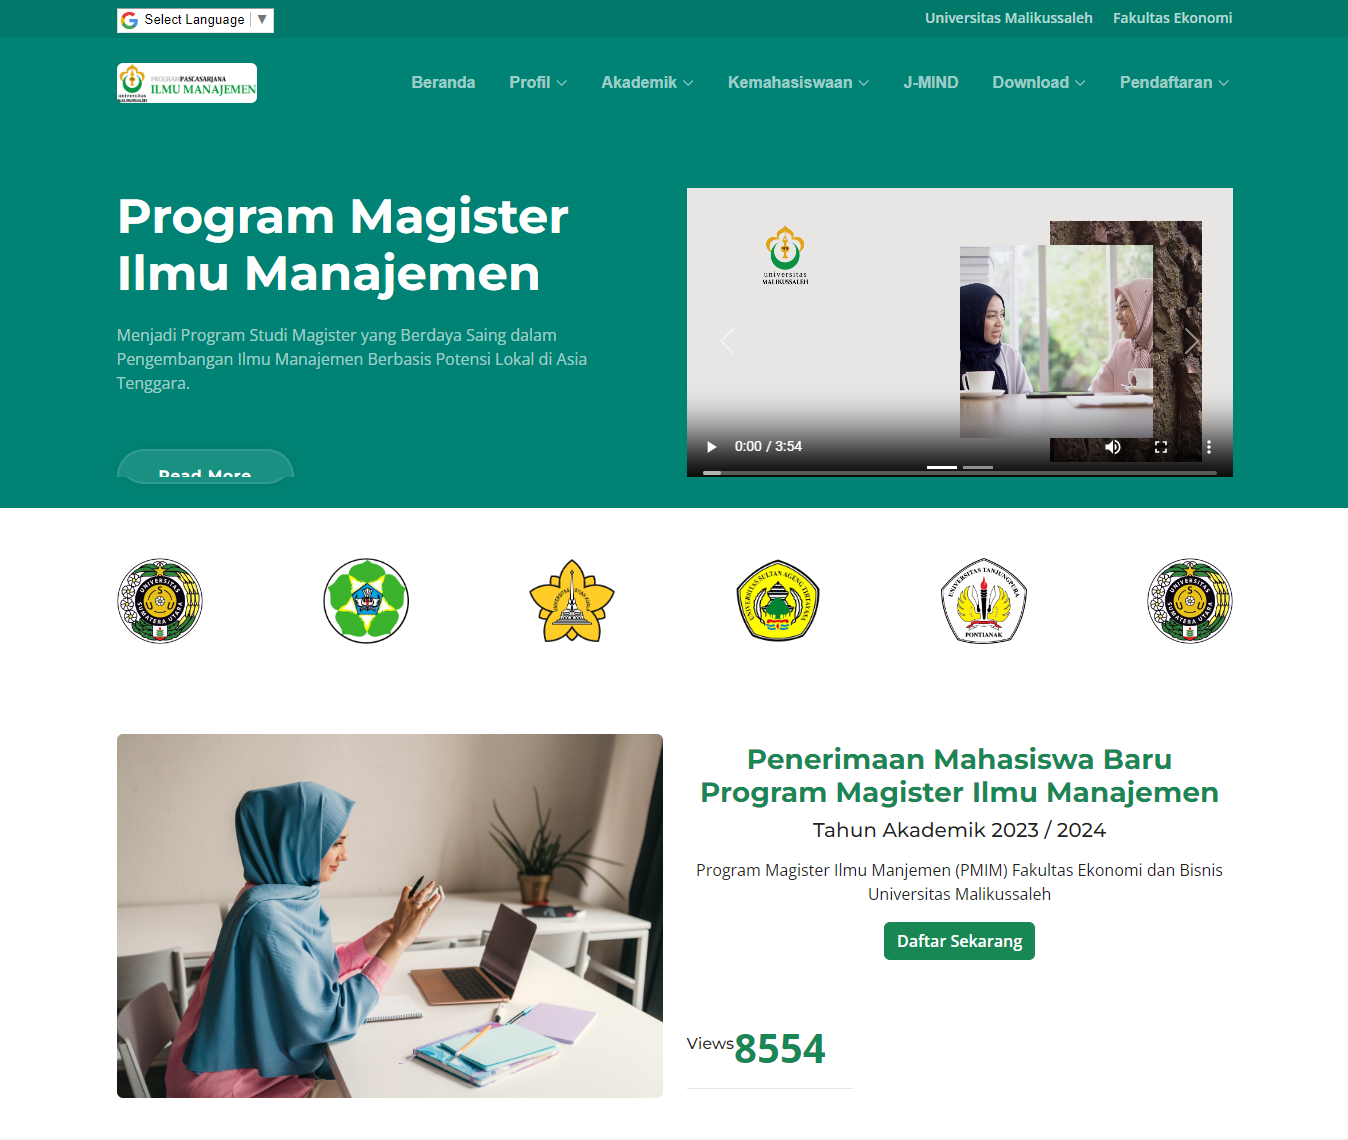 Select Language ▼
Universitas Malikussaleh Fakultas Ekonomi
universitas
MALIKUSSALEH
PROGRAM PASCASARJANA
ILMU MANAJEMEN
Beranda Profil Akademik Kemahasiswaan J-MIND Download Pendaftaran
Program Magister
Ilmu Manajemen
Menjadi Program Studi Magister yang Berdaya Saing dalam
Pengembangan Ilmu Manajemen Berbasis Potensi Lokal di Asia
Tenggara.
Read More
universitas
MALIKUSSALEH
0:00 / 3:54
UNIVERSITAS SUMATERA UTARA
UNIVERSITAS SULTAN AGENG TIRTAYASA
UNIVERSITAS TANJUNGPURA
PONTIANAK
UNIVERSITAS SUMATERA UTARA
Penerimaan Mahasiswa Baru
Program Magister Ilmu Manajemen
Tahun Akademik 2023 / 2024
Program Magister Ilmu Manjemen (PMIM) Fakultas Ekonomi dan Bisnis
Universitas Malikussaleh
Daftar Sekarang
Views 8554